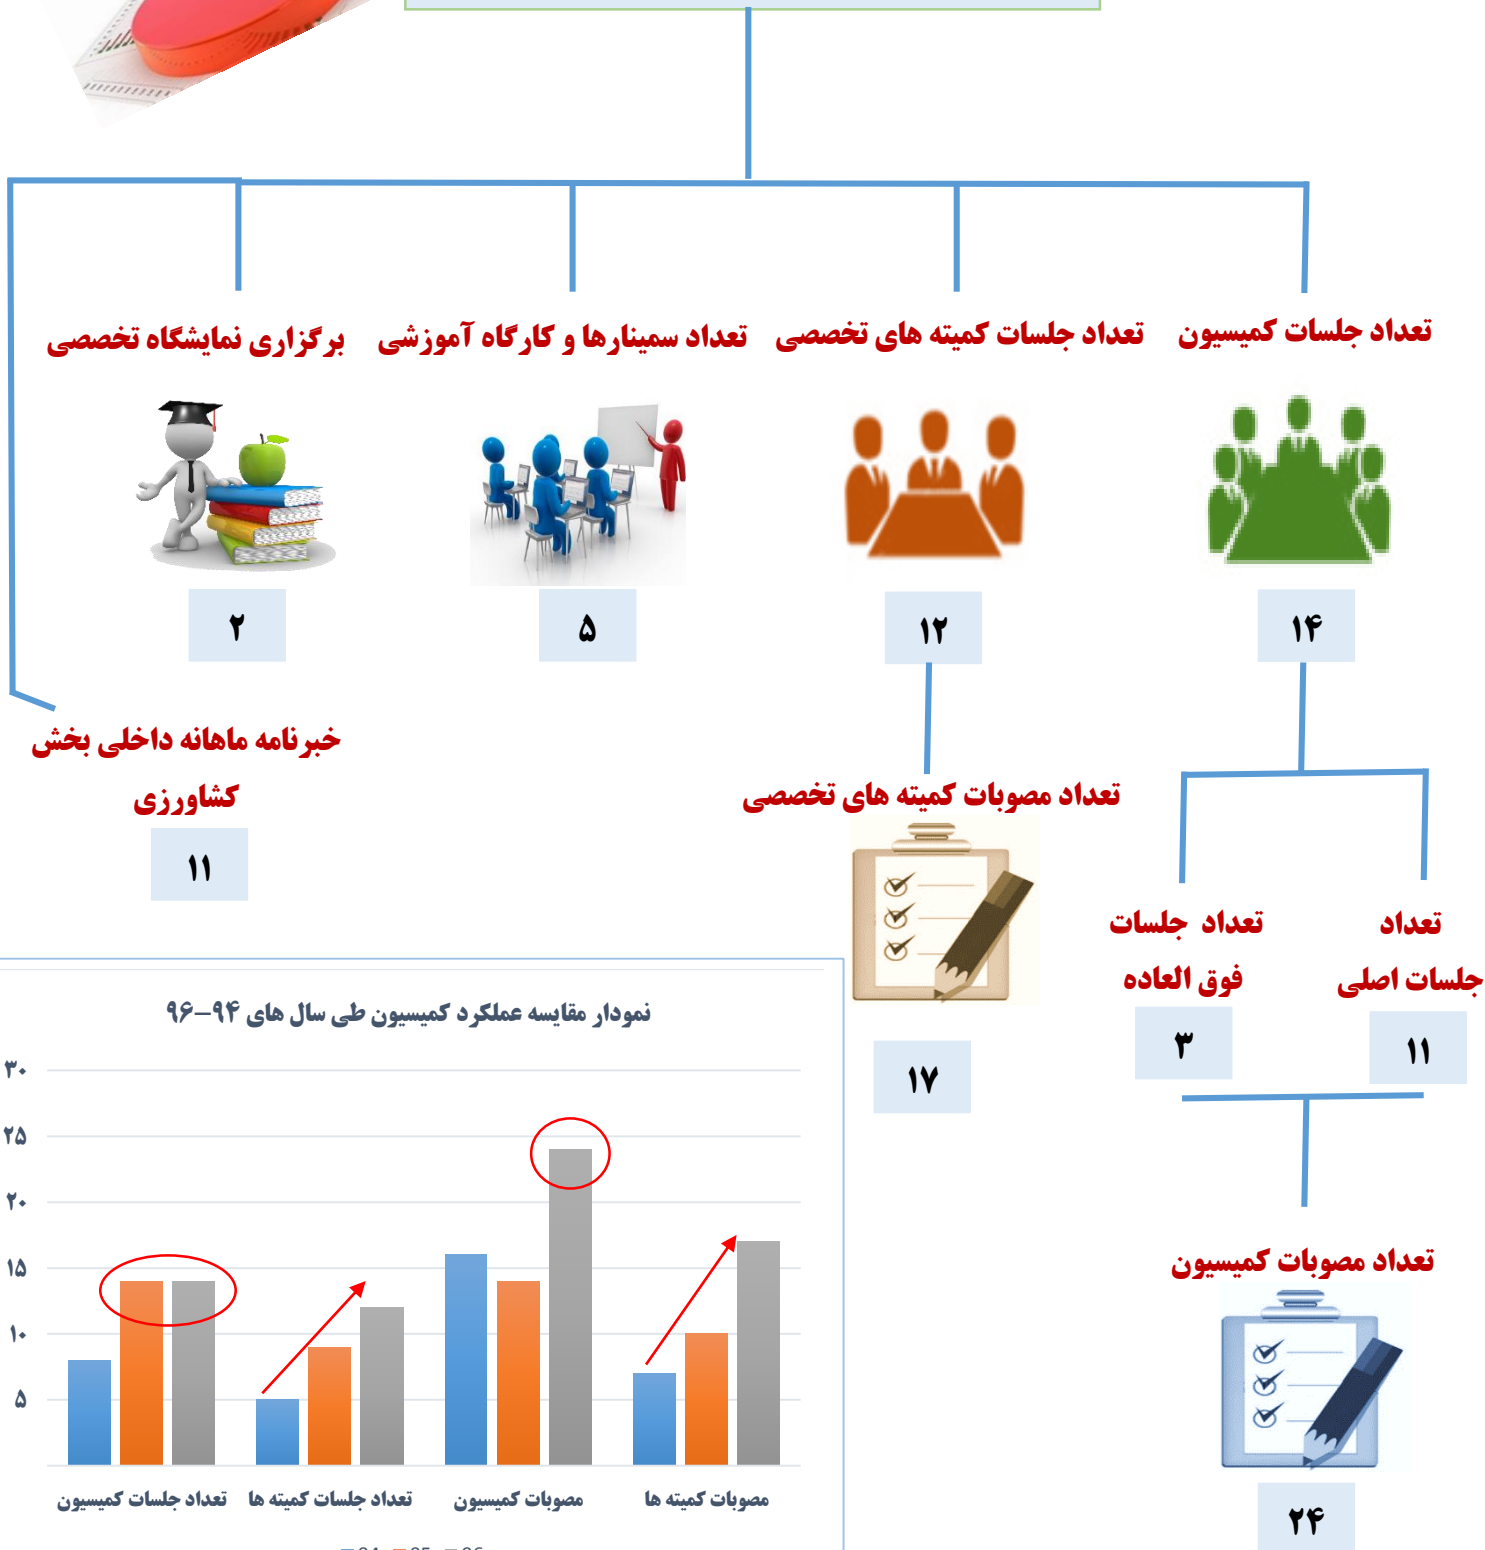 تعداد جلسات کمیسیون
تعداد جلسات کمیته های تخصصی
تعداد سمینارها و کارگاه آموزشی
برگزاری نمایشگاه تخصصی
۱۴
۱۲
۵
۲
خبرنامه ماهانه داخلی بخش
کشاورزی
۱۱
تعداد مصوبات کمیته های تخصصی
۱۷
تعداد
جلسات اصلی
۱۱
تعداد جلسات
فوق العاده
۳
تعداد مصوبات کمیسیون
۲۴
نمودار مقایسه عملکرد کمیسیون طی سال های ۹۴-۹۶
۳۰
۲۵
۲۰
۱۵
۱۰
۵
تعداد جلسات کمیسیون
تعداد جلسات کمیته ها
مصوبات کمیسیون
مصوبات کمیته ها